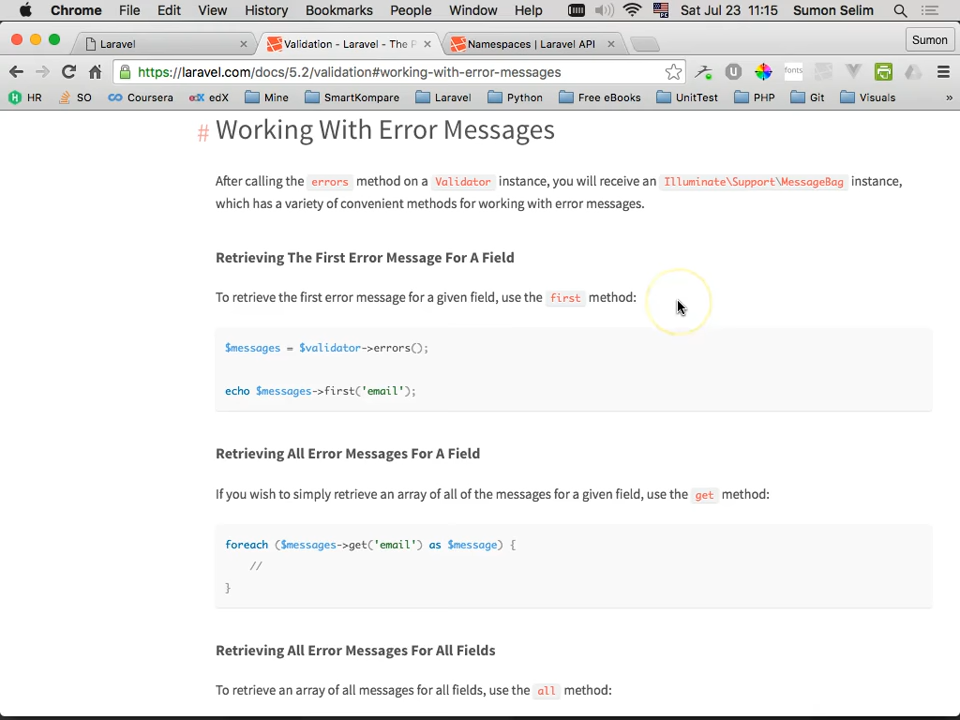 Chrome File Edit View History Bookmarks People Window Help Sat Jul 23 11:15 Sumon Selim
Laravel Validation - Laravel - The P Namespaces | Laravel API Sumon
https://laravel.com/docs/5.2/validation#working-with-error-messages
HR SO Coursera edX Mine SmartKompare Laravel Python Free eBooks UnitTest PHP Git Visuals »
# Working With Error Messages
After calling the errors method on a Validator instance, you will receive an Illuminate\Support\MessageBag instance,
which has a variety of convenient methods for working with error messages.
Retrieving The First Error Message For A Field
To retrieve the first error message for a given field, use the first method:
$messages = $validator->errors();
echo $messages->first('email');
Retrieving All Error Messages For A Field
If you wish to simply retrieve an array of all of the messages for a given field, use the get method:
foreach ($messages->get('email') as $message) {
//
}
Retrieving All Error Messages For All Fields
To retrieve an array of all messages for all fields, use the all method: